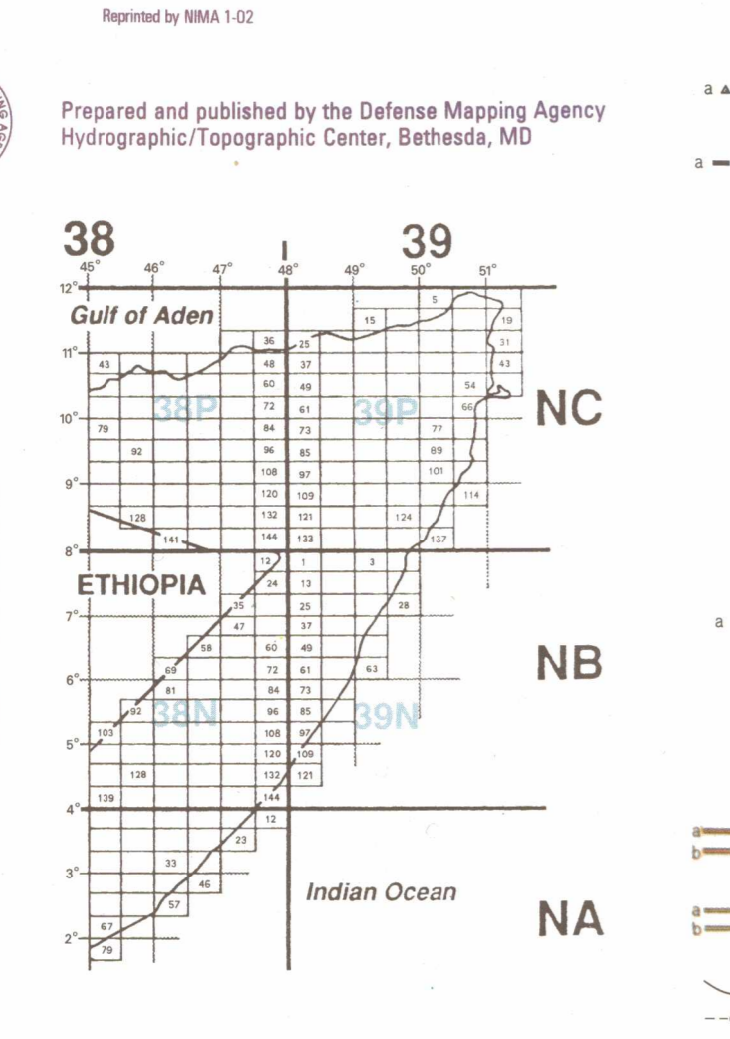 Reprinted by NIMA 1-02
Prepared and published by the Defense Mapping Agency
Hydrographic/Topographic Center, Bethesda, MD
38 39
45° 46° 47° 48° 49° 50° 51°
12°
5
Gulf of Aden 15 19
36 25 31
11°
43 48 37 43
60 49 54
38P 72 61 39P 66 NC
10°
79 84 73 77
92 96 85 89
108 97 101
9°
120 109 114
128 132 121 124
141 144 133 137
8°
12 1 3
ETHIOPIA 24 13
35 25 28
7°
47 37
58 60 49
69 72 61 63 NB
6°
81 84 73
92 38N 96 85 39N
103 108 97
5°
120 109
128 132 121
139 144
4°
12
23
33
3°
46 Indian Ocean
57 NA
67
2°
79
a
a
a
a
b
a
b